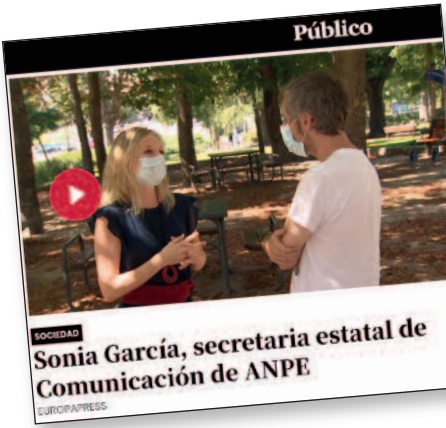 Público
SOCIEDAD
Sonia García, secretaria estatal de
Comunicación de ANPE
EUROPAPRESS